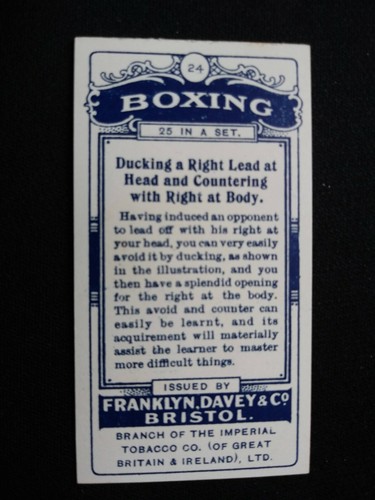 24
BOXING
25 IN A SET.
Ducking a Right Lead at
Head and Countering
with Right at Body.
Having induced an opponent
to lead off with his right at
your head, you can very easily
avoid it by ducking, as shown
in the illustration, and you
then have a splendid opening
for the right at the body.
This avoid and counter can
easily be learnt, and its
acquirement will materially
assist the learner to master
more difficult things.
ISSUED BY
FRANKLYN, DAVEY & Co.
BRISTOL.
BRANCH OF THE IMPERIAL
TOBACCO CO. (OF GREAT
BRITAIN & IRELAND), LTD.